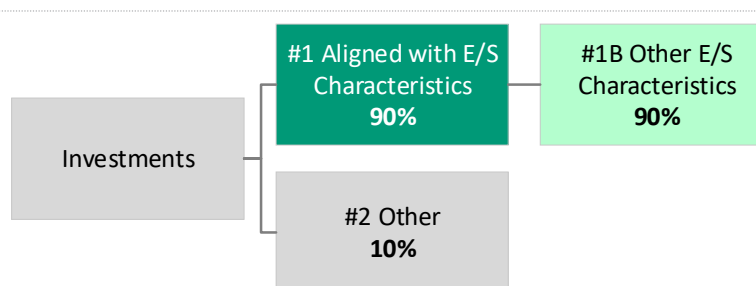 #1 Aligned with E/S
Characteristics
90%
#1B Other E/S
Characteristics
90%
Investments
#2 Other
10%